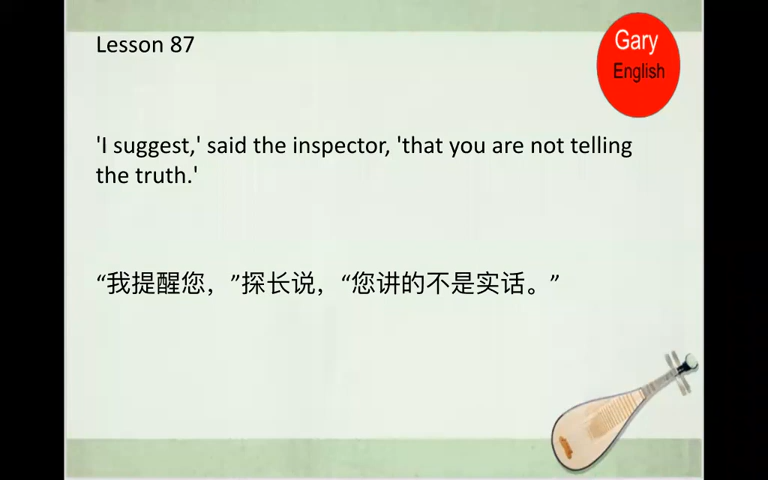 Lesson 87
Gary
English
'I suggest,' said the inspector, 'that you are not telling
the truth.'
“我提醒您，”探长说，“您讲的不是实话。”